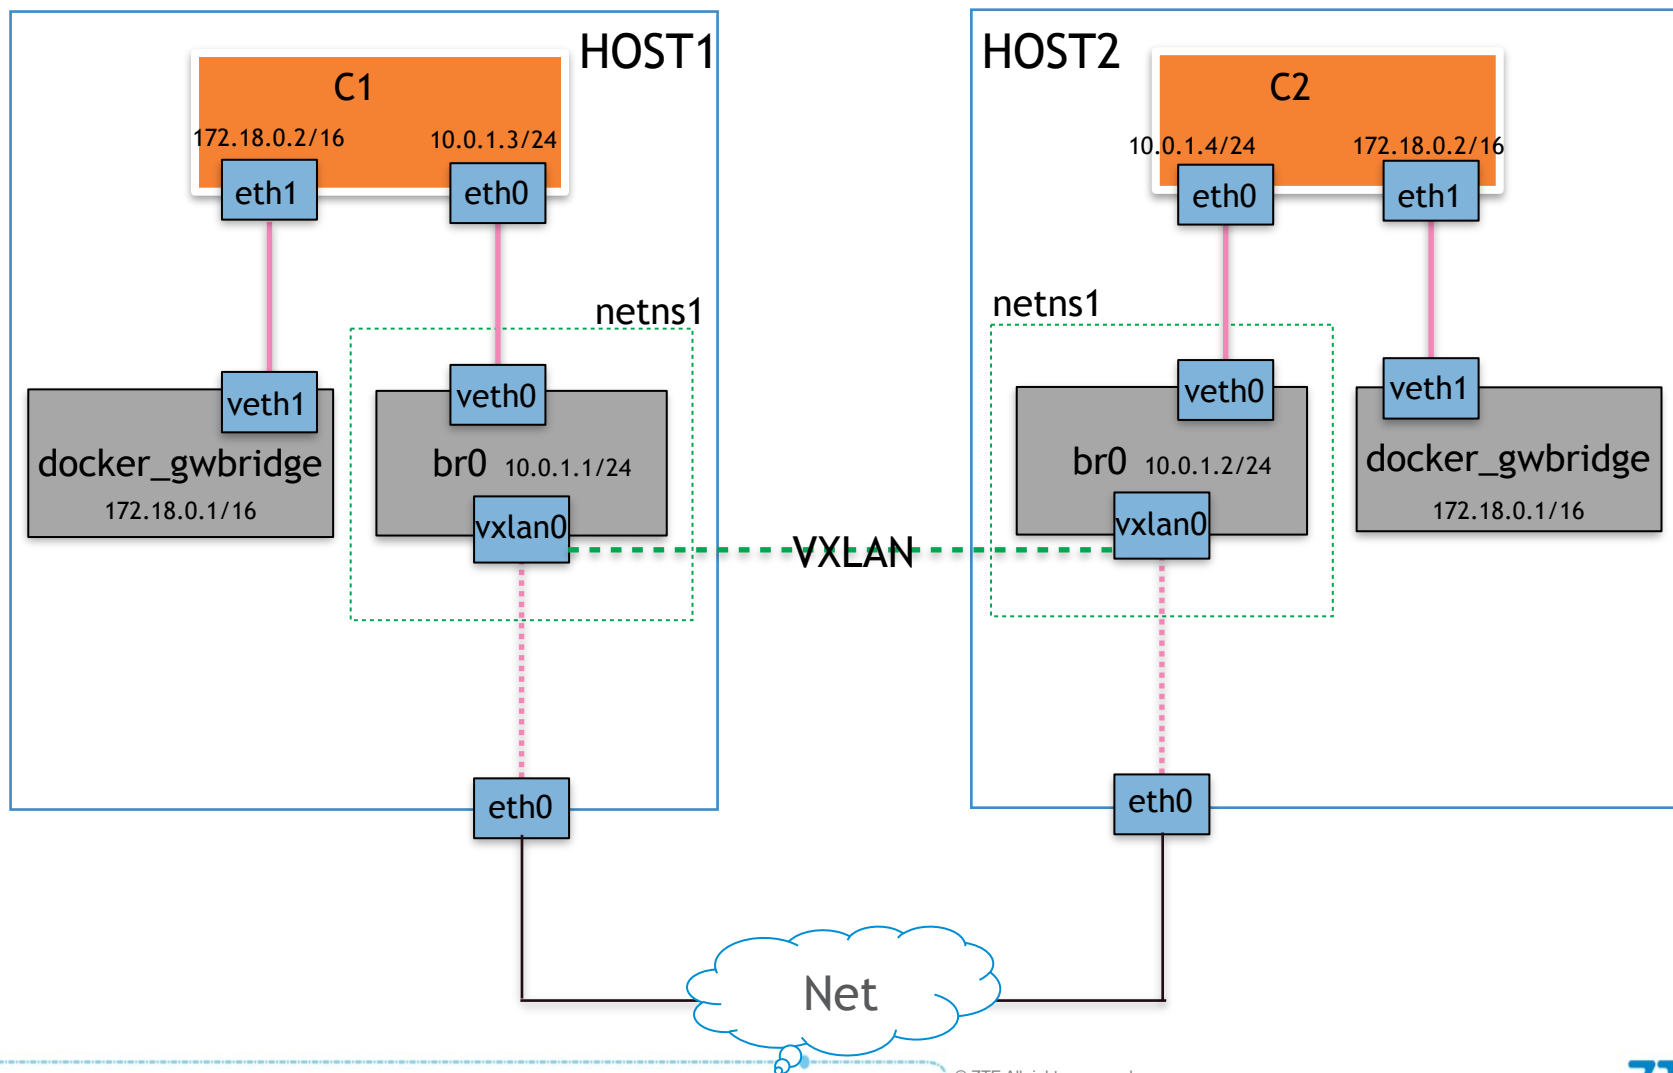 HOST1
C1
172.18.0.2/16
10.0.1.3/24
eth1
eth0
netns1
veth1
veth0
docker_gwbridge
172.18.0.1/16
br0 10.0.1.1/24
vxlan0
eth0
VXLAN
HOST2
C2
10.0.1.4/24
172.18.0.2/16
eth0
eth1
netns1
veth0
veth1
br0 10.0.1.2/24
docker_gwbridge
172.18.0.1/16
vxlan0
eth0
Net